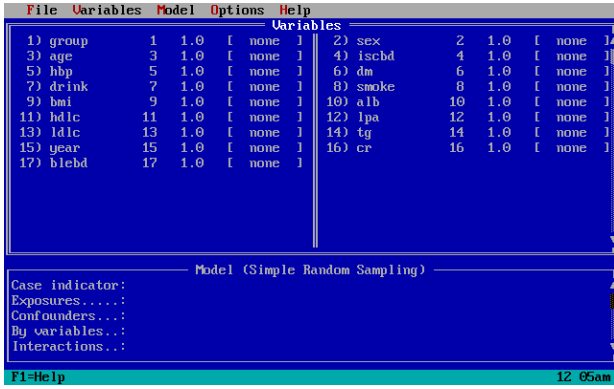 File Variables Model Options Help
Variables
1) group 1 1.0 [ none ] 2) sex 2 1.0 [ none ]
3) age 3 1.0 [ none ] 4) iscbd 4 1.0 [ none ]
5) hbp 5 1.0 [ none ] 6) dm 6 1.0 [ none ]
7) drink 7 1.0 [ none ] 8) smoke 8 1.0 [ none ]
9) bmi 9 1.0 [ none ] 10) alb 10 1.0 [ none ]
11) hdlc 11 1.0 [ none ] 12) lpa 12 1.0 [ none ]
13) ldlc 13 1.0 [ none ] 14) tg 14 1.0 [ none ]
15) year 15 1.0 [ none ] 16) cr 16 1.0 [ none ]
17) blebd 17 1.0 [ none ]
Model (Simple Random Sampling)
Case indicator:
Exposures.....:
Confounders...:
By variables..:
Interactions..:
F1=Help 12 05am